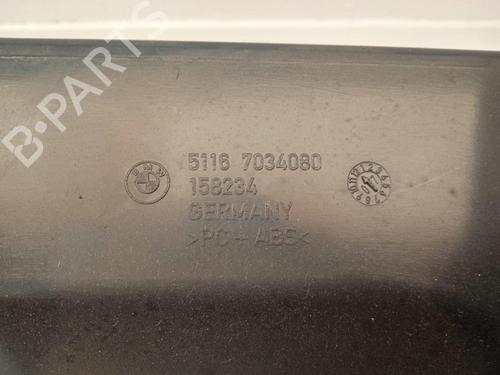 B-PARTS
BMW
5116 7034080
158234
GERMANY
>PC-ABS<